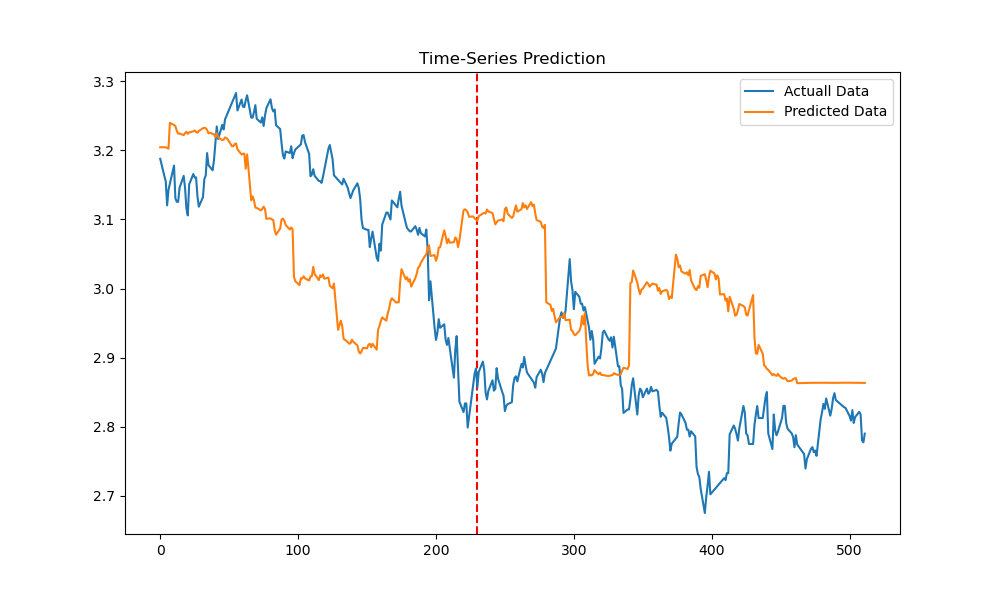 Time-Series Prediction
Actuall Data
Predicted Data
3.3
3.2
3.1
3.0
2.9
2.8
2.7
0 100 200 300 400 500